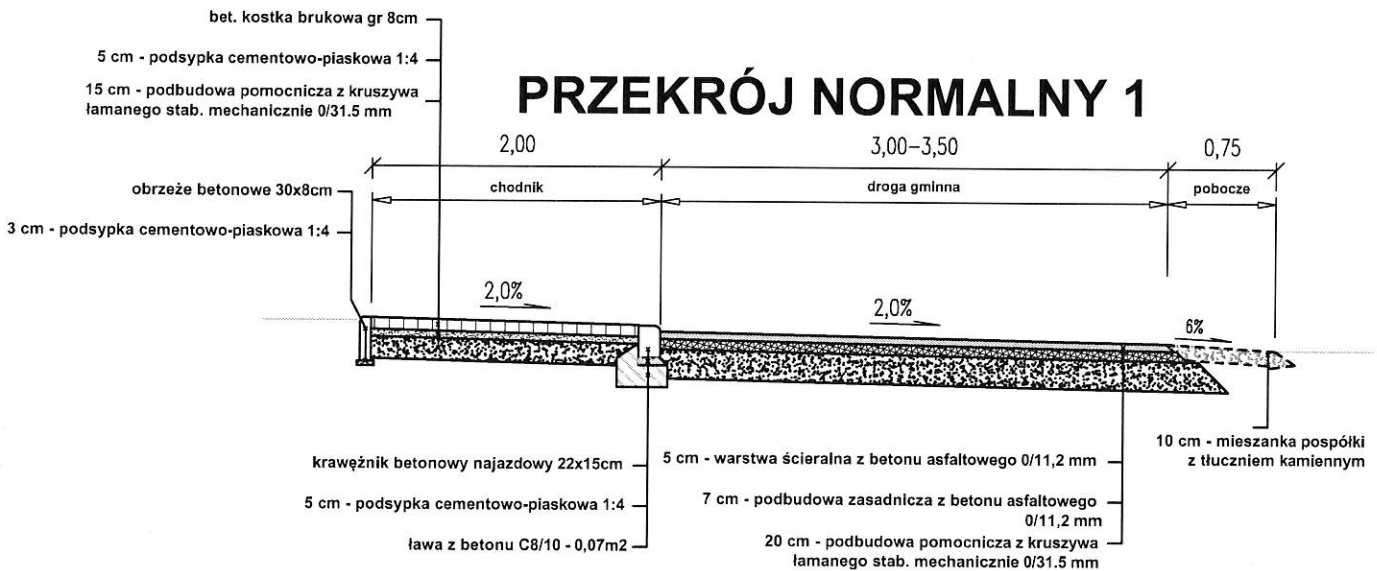 bet. kostka brukowa gr 8cm
5 cm - podsypka cementowo-piaskowa 1:4
15 cm - podbudowa pomocnicza z kruszywa
łamanego stab. mechanicznie 0/31.5 mm
PRZEKRÓJ NORMALNY 1
2,00
3,00-3,50
0,75
chodnik
droga gminna
pobocze
obrzeże betonowe 30x8cm
3 cm - podsypka cementowo-piaskowa 1:4
2,0%
2,0%
6%
krawężnik betonowy najazdowy 22x15cm
5 cm - podsypka cementowo-piaskowa 1:4
ława z betonu C8/10 - 0,07m2
5 cm - warstwa ścieralna z betonu asfaltowego 0/11,2 mm
7 cm - podbudowa zasadnicza z betonu asfaltowego
0/11,2 mm
20 cm - podbudowa pomocnicza z kruszywa
łamanego stab. mechanicznie 0/31.5 mm
10 cm - mieszanka pospółki
z tłuczniem kamiennym